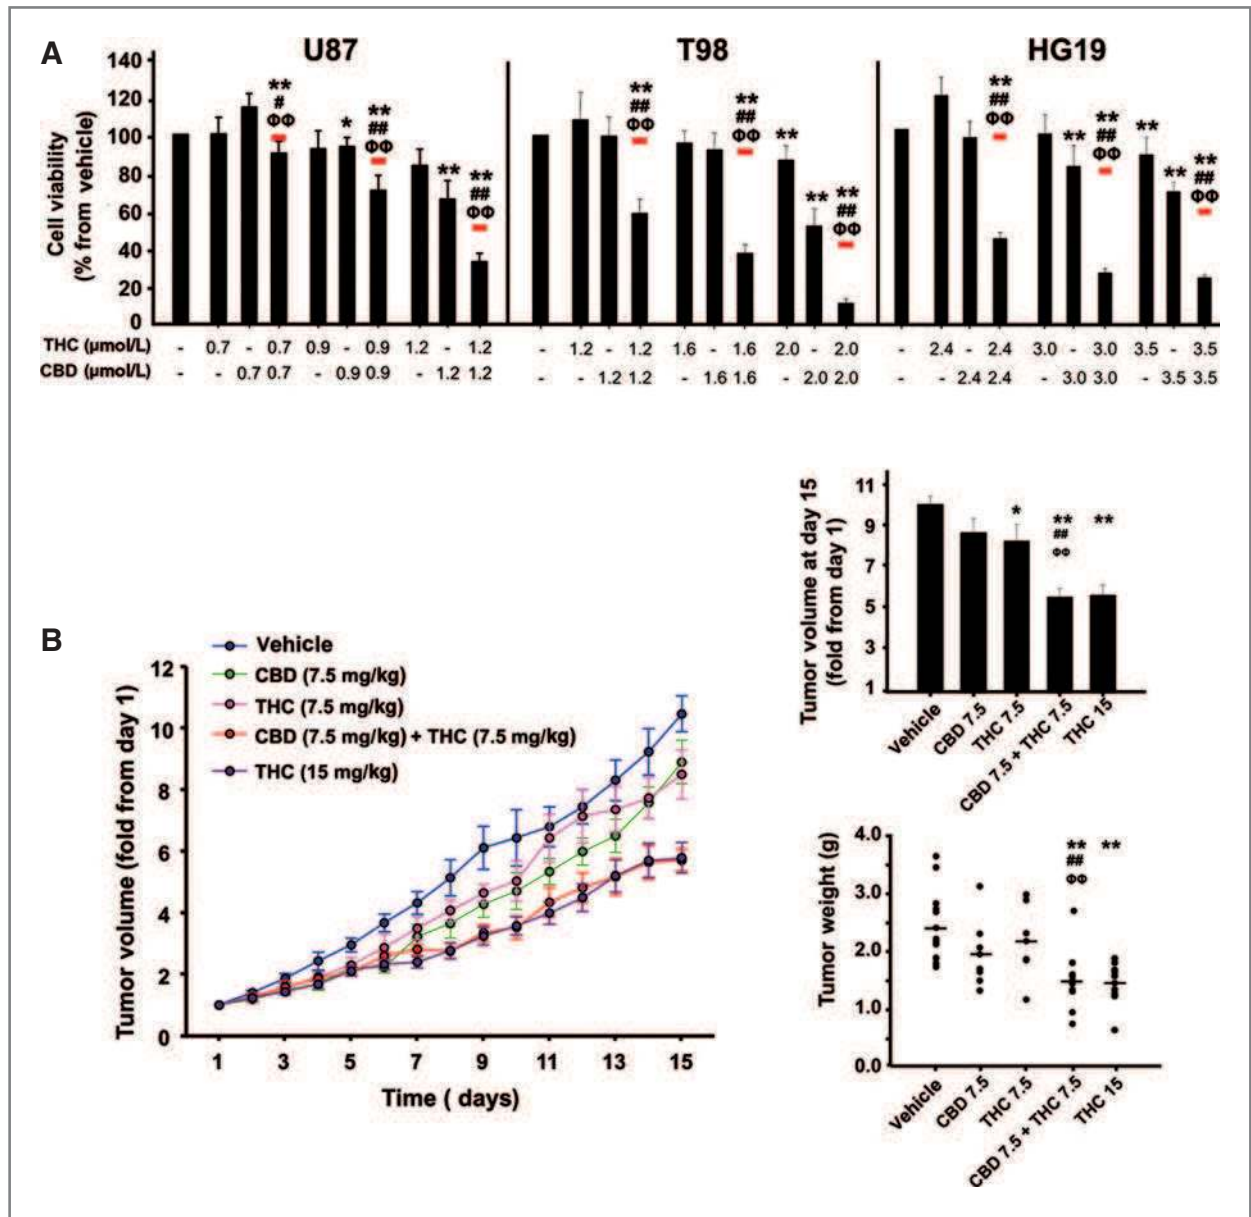 A
U87 T98 HG19
Cell viability
(% from vehicle)
140
120
100
80
60
40
20
0
** # ΦΦ * ** ## ΦΦ ** ** ## ΦΦ
** ## ΦΦ ** ## ΦΦ ** ** ** ## ΦΦ
** ## ΦΦ ** ** ## ΦΦ ** ** ** ## ΦΦ
THC (µmol/L) - 0.7 - 0.7 0.9 - 0.9 1.2 - 1.2 - 1.2 - 1.2 1.6 - 1.6 2.0 - 2.0 - 2.4 - 2.4 3.0 - 3.0 3.5 - 3.5
CBD (µmol/L) - - 0.7 0.7 - 0.9 0.9 - 1.2 1.2 - - 1.2 1.2 - 1.6 1.6 - 2.0 2.0 - - 2.4 2.4 - 3.0 3.0 - 3.5 3.5
B
Vehicle
CBD (7.5 mg/kg)
THC (7.5 mg/kg)
CBD (7.5 mg/kg) + THC (7.5 mg/kg)
THC (15 mg/kg)
Tumor volume (fold from day 1)
12
10
8
6
4
2
0
1 3 5 7 9 11 13 15
Time ( days)
Tumor volume at day 15
(fold from day 1)
11
9
7
5
3
1
* ** ## ΦΦ **
Vehicle
CBD 7.5
THC 7.5
CBD 7.5 + THC 7.5
THC 15
Tumor weight (g)
4.0
3.0
2.0
1.0
0.0
** ## ΦΦ **
Vehicle
CBD 7.5
THC 7.5
CBD 7.5 + THC 7.5
THC 15